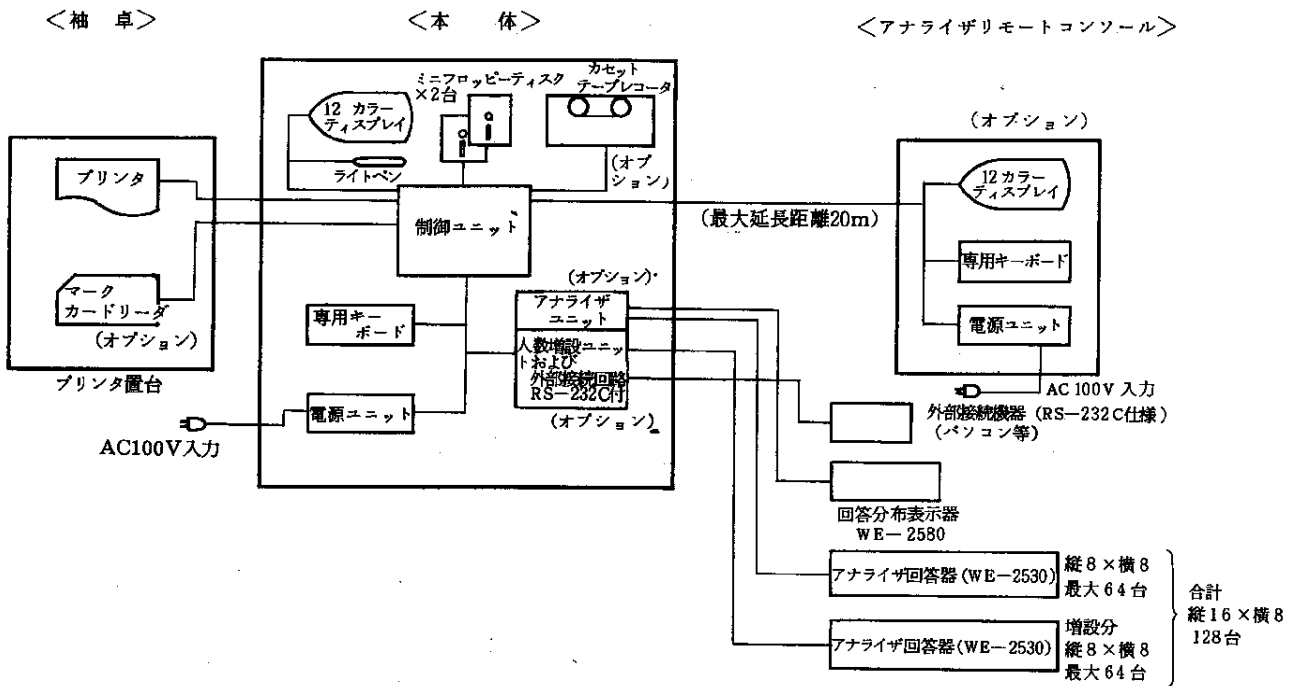 ＜袖 卓＞
＜本 体＞
＜アナライザリモートコンソール＞
プリンタ
マーク
カードリーダ
(オプション)
プリンタ置台
12 カラー
ティスプレイ
ライトペン
ミニフロッピーティスク
×2台
カセット
テープレコータ
(オプ
ション)
制御ユニット
専用キー
ボード
電源ユニット
AC100V入力
(オプション)
アナライザ
ユニット
人数増設ユニッ
トおよび
外部接続回路
RS-232C付
(オプション)
(最大延長距離20m)
(オプション)
12カラー
ティスプレイ
専用キーボード
電源ユニット
AC 100V 入力
外部接続機器 (RS-232C仕様)
(パソコン等)
回答分布表示器
WE-2580
アナライザ回答器(WE-2530)
縦8×横8
最大64台
アナライザ回答器(WE-2530)
増設分
縦8×横8
最大64台
合計
縦16×横8
128台